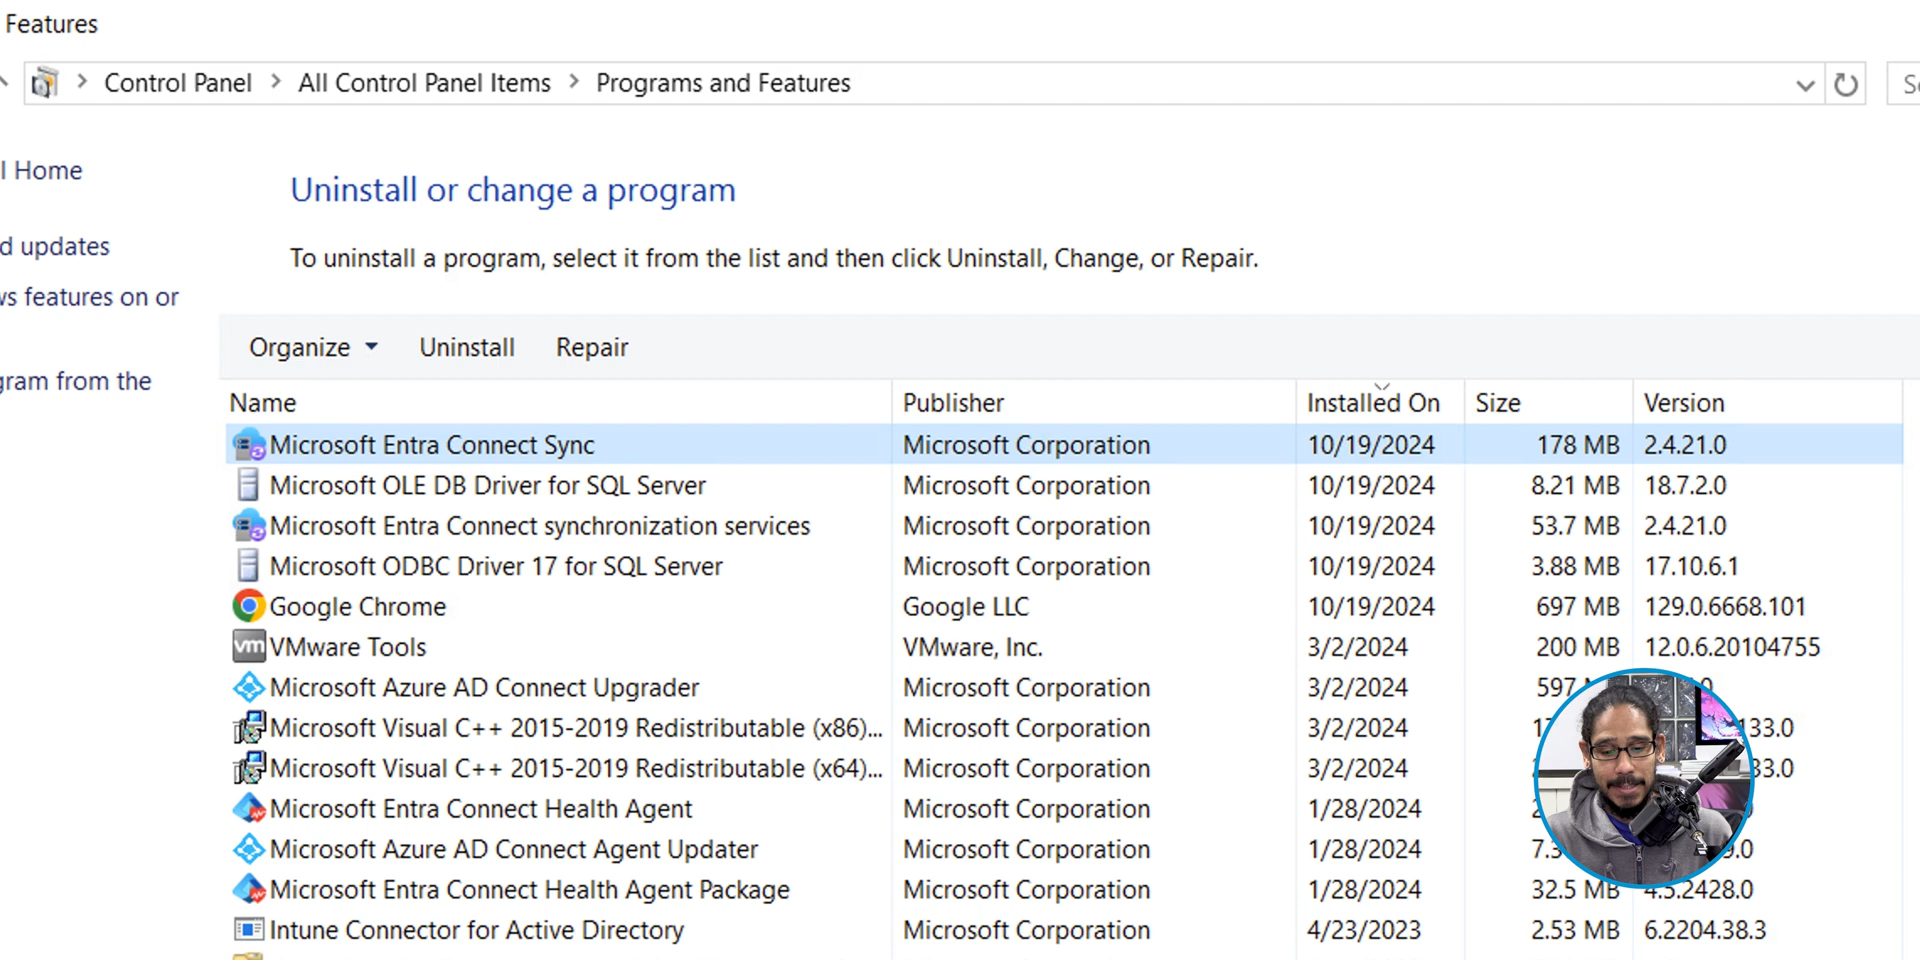 Features
Control Panel > All Control Panel Items > Programs and Features
l Home
d updates
ws features on or
gram from the
Uninstall or change a program
To uninstall a program, select it from the list and then click Uninstall, Change, or Repair.
Organize Uninstall Repair
Name Publisher Installed On Size Version
Microsoft Entra Connect Sync Microsoft Corporation 10/19/2024 178 MB 2.4.21.0
Microsoft OLE DB Driver for SQL Server Microsoft Corporation 10/19/2024 8.21 MB 18.7.2.0
Microsoft Entra Connect synchronization services Microsoft Corporation 10/19/2024 53.7 MB 2.4.21.0
Microsoft ODBC Driver 17 for SQL Server Microsoft Corporation 10/19/2024 3.88 MB 17.10.6.1
Google Chrome Google LLC 10/19/2024 697 MB 129.0.6668.101
vm VMware Tools VMware, Inc. 3/2/2024 200 MB 12.0.6.20104755
Microsoft Azure AD Connect Upgrader Microsoft Corporation 3/2/2024 597
Microsoft Visual C++ 2015-2019 Redistributable (x86)... Microsoft Corporation 3/2/2024
Microsoft Visual C++ 2015-2019 Redistributable (x64)... Microsoft Corporation 3/2/2024
Microsoft Entra Connect Health Agent Microsoft Corporation 1/28/2024
Microsoft Azure AD Connect Agent Updater Microsoft Corporation 1/28/2024
Microsoft Entra Connect Health Agent Package Microsoft Corporation 1/28/2024 32.5 MB 4.5.2428.0
Intune Connector for Active Directory Microsoft Corporation 4/23/2023 2.53 MB 6.2204.38.3